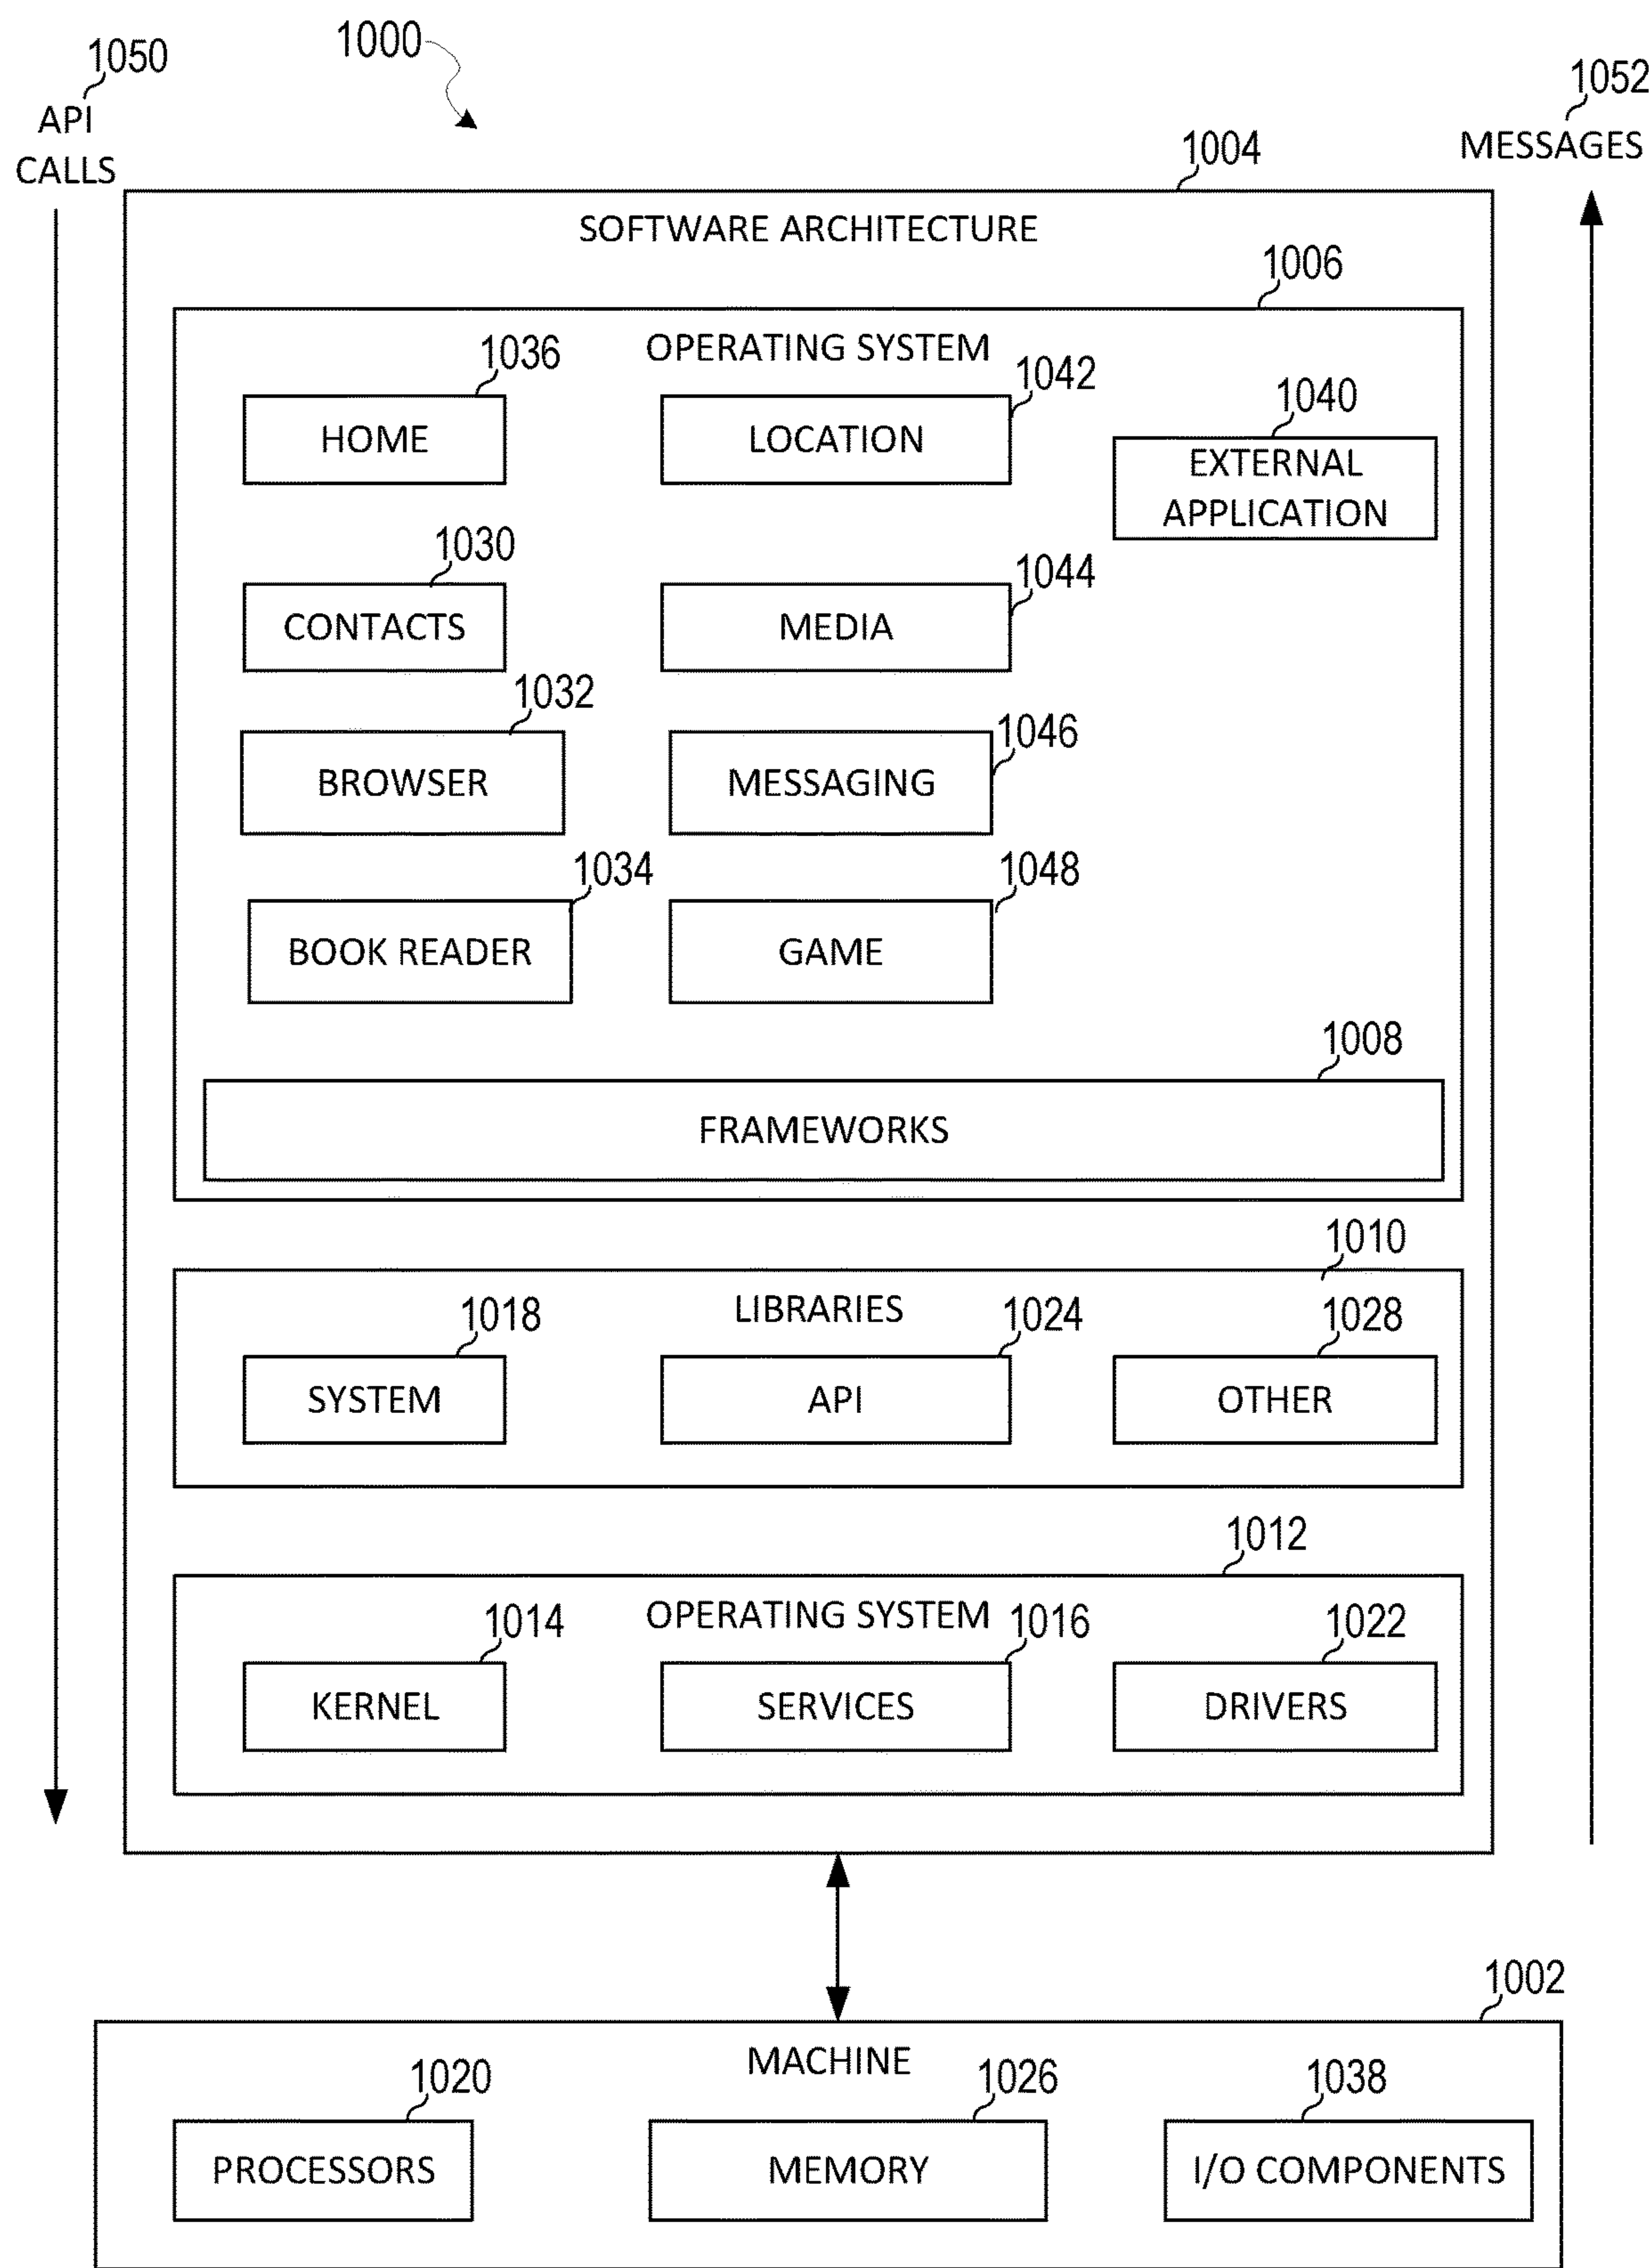 1050
1000
1052
API
CALLS
MESSAGES
1004
SOFTWARE ARCHITECTURE
1006
OPERATING SYSTEM
1036
1042
1040
HOME
LOCATION
EXTERNAL
APPLICATION
1030
1044
CONTACTS
MEDIA
1032
1046
BROWSER
MESSAGING
1034
1048
BOOK READER
GAME
1008
FRAMEWORKS
1010
LIBRARIES
1018
1024
1028
SYSTEM
API
OTHER
1012
OPERATING SYSTEM
1014
1016
1022
KERNEL
SERVICES
DRIVERS
1002
MACHINE
1020
1026
1038
PROCESSORS
MEMORY
I/O COMPONENTS